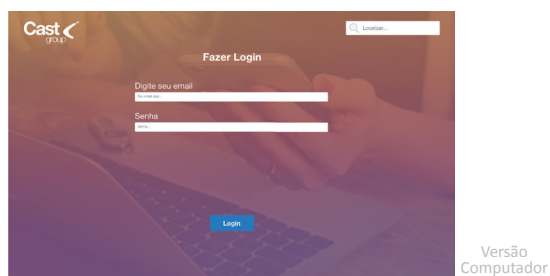 Cast
group
Localizar...
Fazer Login
Digite seu email
Seu email aqui...
Senha
Senha...
Login
Versão
Computador